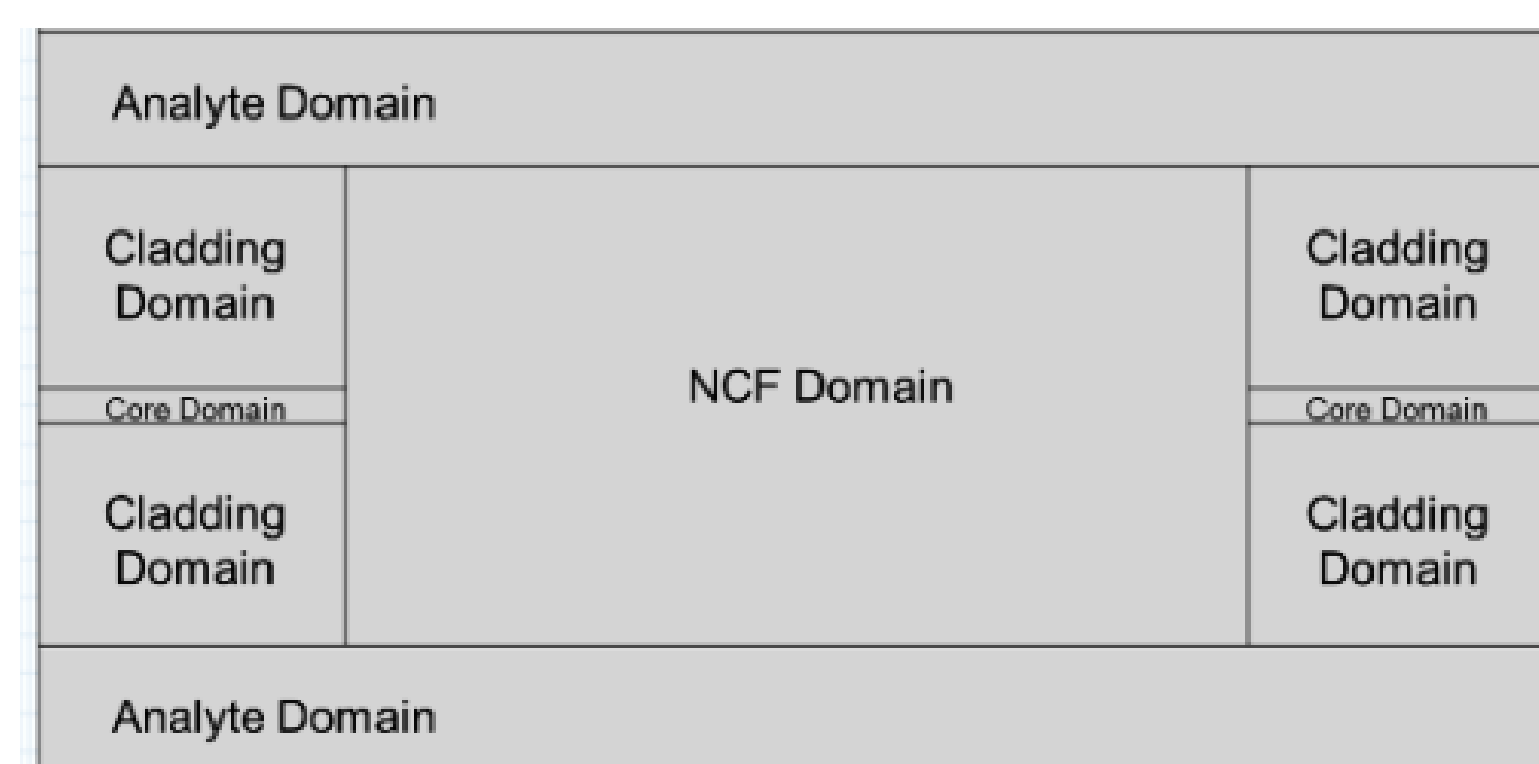 Analyte Domain
Cladding
Domain
Cladding
Domain
NCF Domain
Core Domain
Core Domain
Cladding
Domain
Cladding
Domain
Analyte Domain